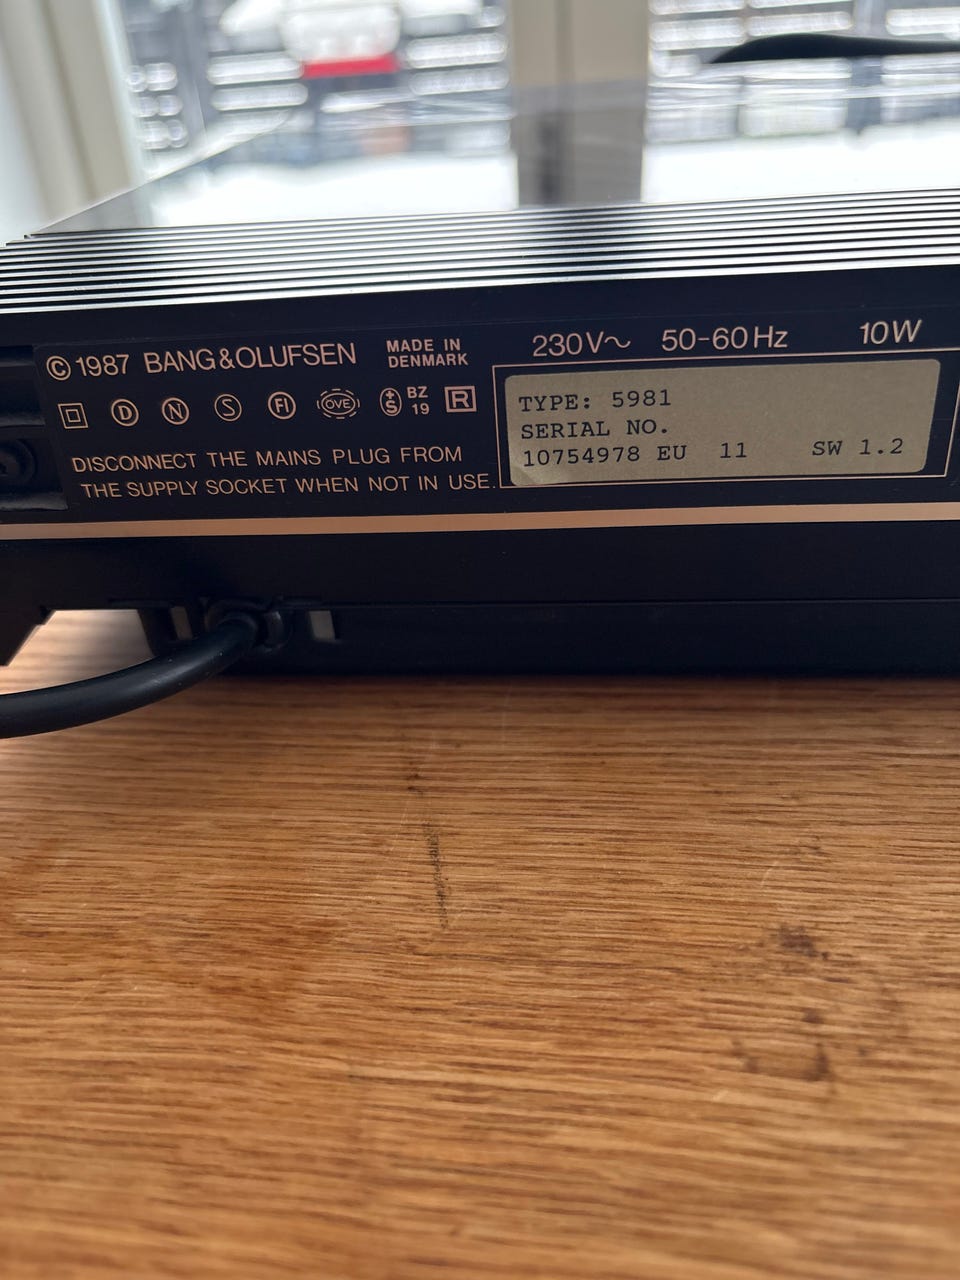 © 1987 BANG&OLUFSEN
MADE IN
DENMARK
D N S FI OVE +S BZ
19 R
DISCONNECT THE MAINS PLUG FROM
THE SUPPLY SOCKET WHEN NOT IN USE.
230V~ 50-60Hz 10W
TYPE: 5981
SERIAL NO.
10754978 EU 11 SW 1.2